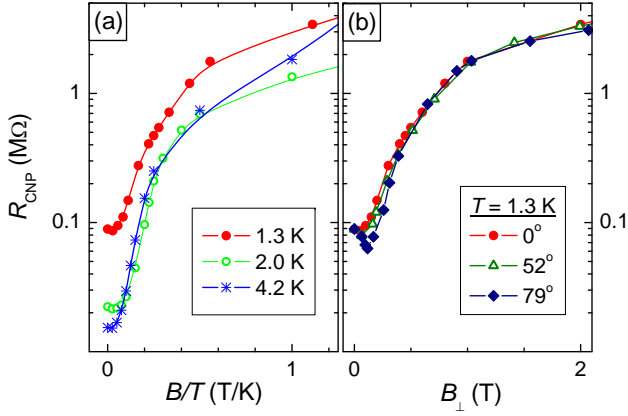 (a)
(b)
R_CNP (MΩ)
1
0.1
1
0.1
1.3 K
2.0 K
4.2 K
T = 1.3 K
0°
52°
79°
0 1
0 1 2
B/T (T/K)
B⊥ (T)